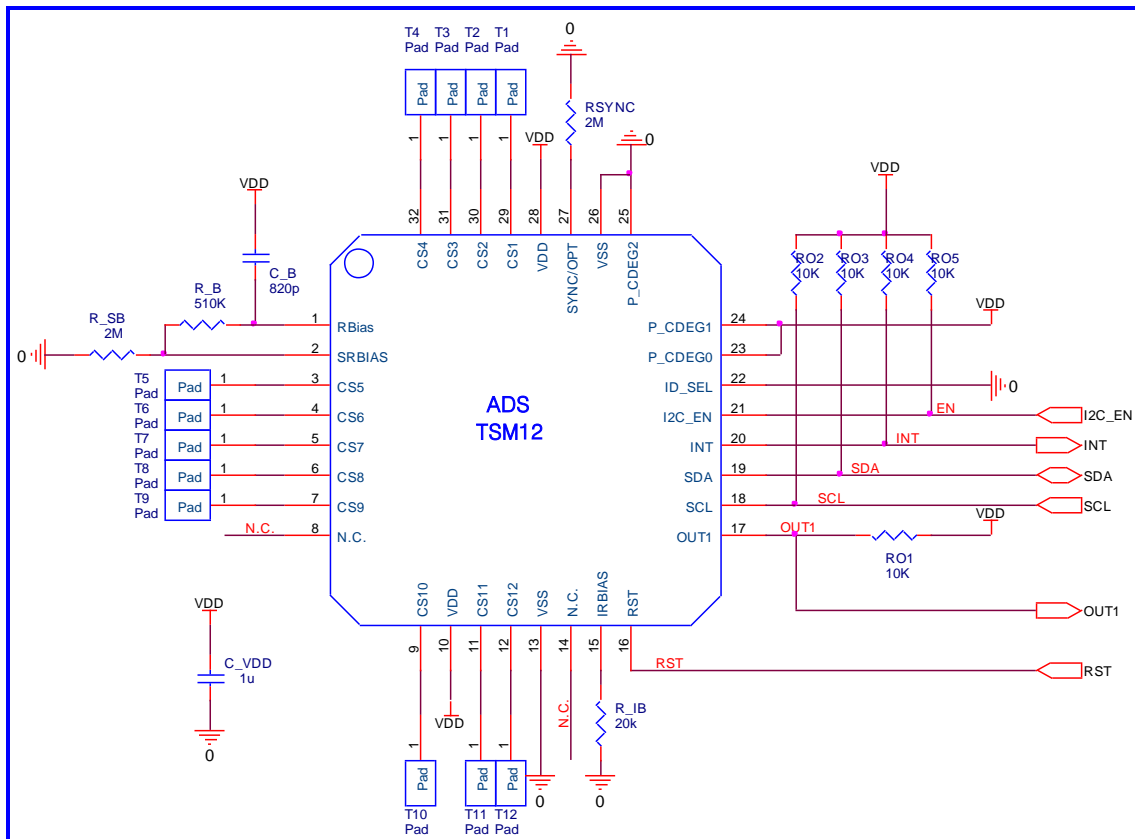 T4 T3 T2 T1
Pad Pad Pad Pad
Pad Pad Pad Pad
1 1 1 1
0
RSYNC
2M
VDD
0
VDD
VDD
32 31 30 29 28 27 26 25
CS4 CS3 CS2 CS1 VDD SYNC/OPT VSS P_CDEG2
C_B
820p
R_B
510K
R_SB
2M
0
RO2 RO3 RO4 RO5
10K 10K 10K 10K
1 RBias
2 SRBIAS
T5
Pad
Pad 1 3 CS5
T6
Pad
Pad 1 4 CS6
T7
Pad
Pad 1 5 CS7
T8
Pad
Pad 1 6 CS8
T9
Pad
Pad 1 7 CS9
N.C. 8 N.C.
ADS
TSM12
P_CDEG1 24 VDD
P_CDEG0 23
ID_SEL 22 0
I2C_EN 21 EN I2C_EN
INT 20 INT INT
SDA 19 SDA SDA
SCL 18 SCL SCL
OUT1 17 OUT1 VDD
RO1
10K
OUT1
CS10 VDD CS11 CS12 VSS N.C. IRBIAS RST
9 10 11 12 13 14 15 16
RST RST
VDD
C_VDD
1u
0
VDD
N.C.
R_IB
20k
1 1 1
Pad Pad Pad
0 0
T10 T11 T12
Pad Pad Pad